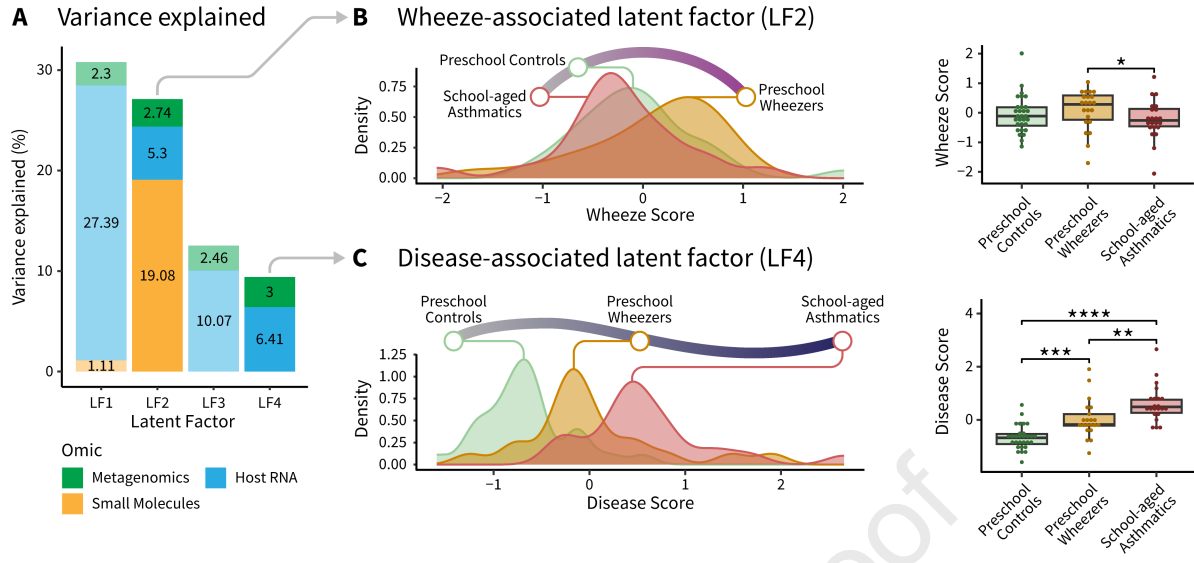 A Variance explained
Variance explained (%)
30
20
10
0
2.3
27.39
1.11
2.74
5.3
19.08
2.46
10.07
3
6.41
LF1 LF2 LF3 LF4
Latent Factor
Omic
Metagenomics Host RNA
Small Molecules
B Wheeze-associated latent factor (LF2)
Preschool Controls
School-aged
Asthmatics
Preschool
Wheezers
Density
0.75
0.50
0.25
0.00
−2 −1 0 1 2
Wheeze Score
Wheeze Score
2
1
0
−1
−2
*
Preschool
Controls
Preschool
Wheezers
School-aged
Asthmatics
C Disease-associated latent factor (LF4)
Preschool
Controls
Preschool
Wheezers
School-aged
Asthmatics
Density
1.25
1.00
0.75
0.50
0.25
0.00
−1 0 1 2
Disease Score
Disease Score
4
2
0
****
**
***
Preschool
Controls
Preschool
Wheezers
School-aged
Asthmatics